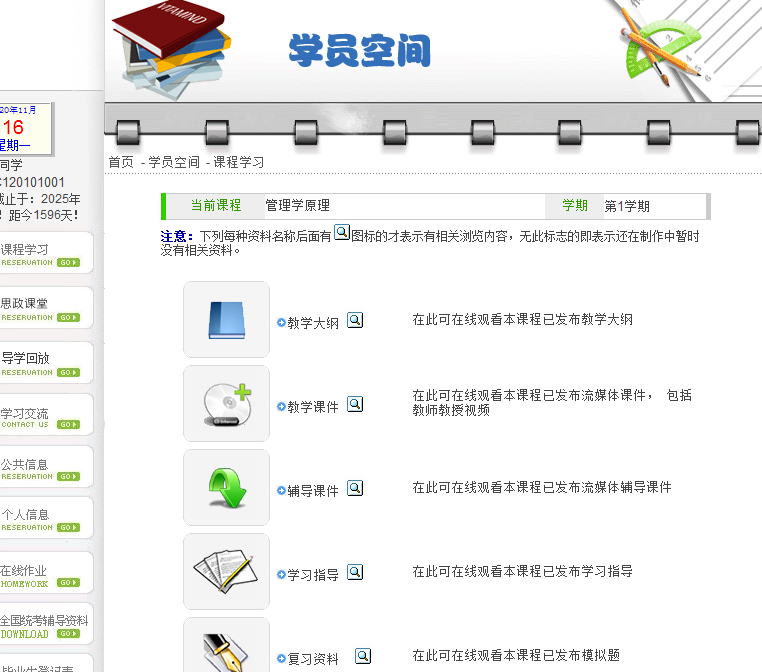 VITAMIND
学员空间
20年11月
16
星期一
同学
C120101001
截止于：2025年
！距今1596天！
首页 -学员空间 -课程学习
当前课程 管理学原理 学期 第1学期
注意：下列每种资料名称后面有图标的才表示有相关浏览内容，无此标志的即表示还在制作中暂时
没有相关资料。
课程学习
RESERVATION GO
思政课堂
RESERVATION GO
导学回放
RESERVATION GO
学习交流
CONTACT US GO
公共信息
RESERVATION GO
个人信息
RESERVATION GO
在线作业
HOMEWORK GO
全国统考辅导资料
DOWNLOAD GO
毕业生登记表
教学大纲 在此可在线观看本课程已发布教学大纲
教学课件 在此可在线观看本课程已发布流媒体课件， 包括
教师教授视频
辅导课件 在此可在线观看本课程已发布流媒体辅导课件
学习指导 在此可在线观看本课程已发布学习指导
复习资料 在此可在线观看本课程已发布模拟题